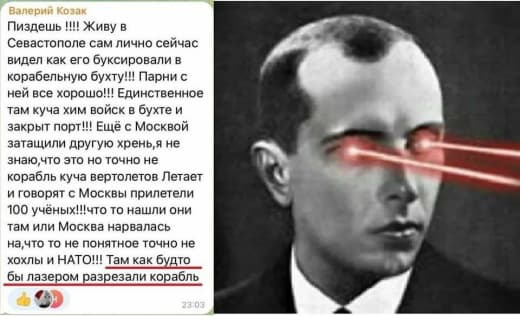 Валерий Козак
Пиздешь !!!! Живу в
Севастополе сам лично сейчас
видел как его буксировали в
корабельную бухту!!! Парни с
ней все хорошо!!! Единственное
там куча хим войск в бухте и
закрыт порт!!! Ещё с Москвой
затащили другую хрень,я не
знаю,что это но точно не
корабль куча вертолетов Летает
и говорят с Москвы прилетели
100 учёных!!!что то нашли они
там или Москва нарвалась
на,что то не понятное точно не
хохлы и НАТО!!! Там как будто
бы лазером разрезали корабль
23:03